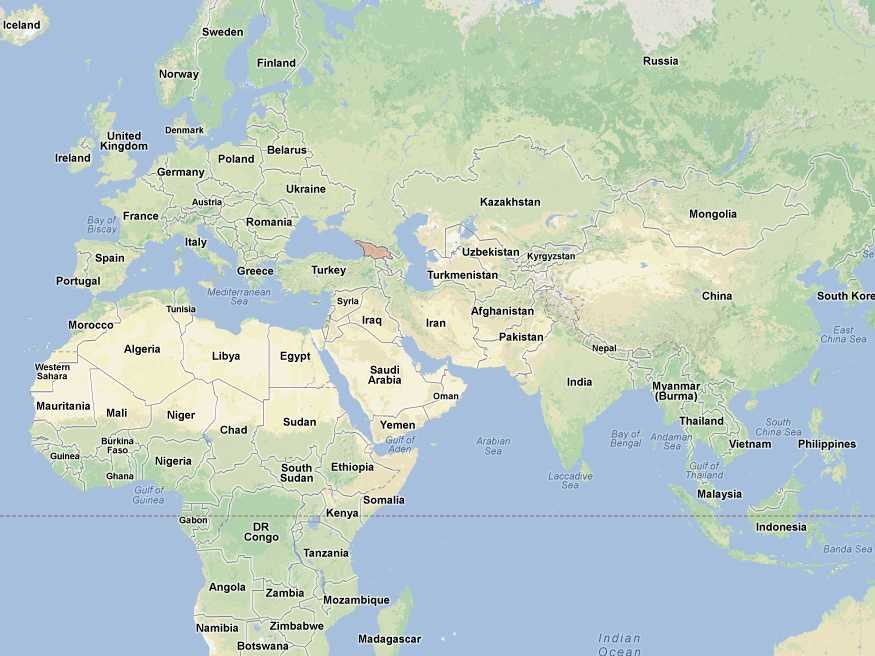 Iceland
Sweden
Finland
Norway
Russia
Denmark
United
Kingdom
Ireland
Belarus
Poland
Germany
Ukraine
Austria
Kazakhstan
France
Mongolia
Bay of
Biscay
Romania
Italy
Uzbekistan
Kyrgyzstan
Spain
Greece
Turkey
Turkmenistan
Portugal
Mediterranean
Sea
China
South Kore
Syria
Tunisia
Afghanistan
Iraq
Iran
Morocco
Pakistan
East
China Sea
Algeria
Libya
Egypt
Nepal
Western
Sahara
Saudi
Arabia
India
Myanmar
(Burma)
Oman
Mauritania
Mali
Niger
Sudan
Yemen
Thailand
South
China Sea
Chad
Burkina
Faso
Gulf of
Aden
Arabian
Sea
Bay of
Bengal
Andaman
Sea
Vietnam
Philippines
Guinea
Nigeria
South
Sudan
Ethiopia
Gulf of
Thailand
Ghana
Laccadive
Sea
Gulf of
Guinea
Somalia
Malaysia
Gabon
Kenya
DR
Congo
Indonesia
Tanzania
Banda Sea
Angola
Zambia
Mozambique
Namibia
Zimbabwe
Madagascar
Botswana
Indian
Ocean